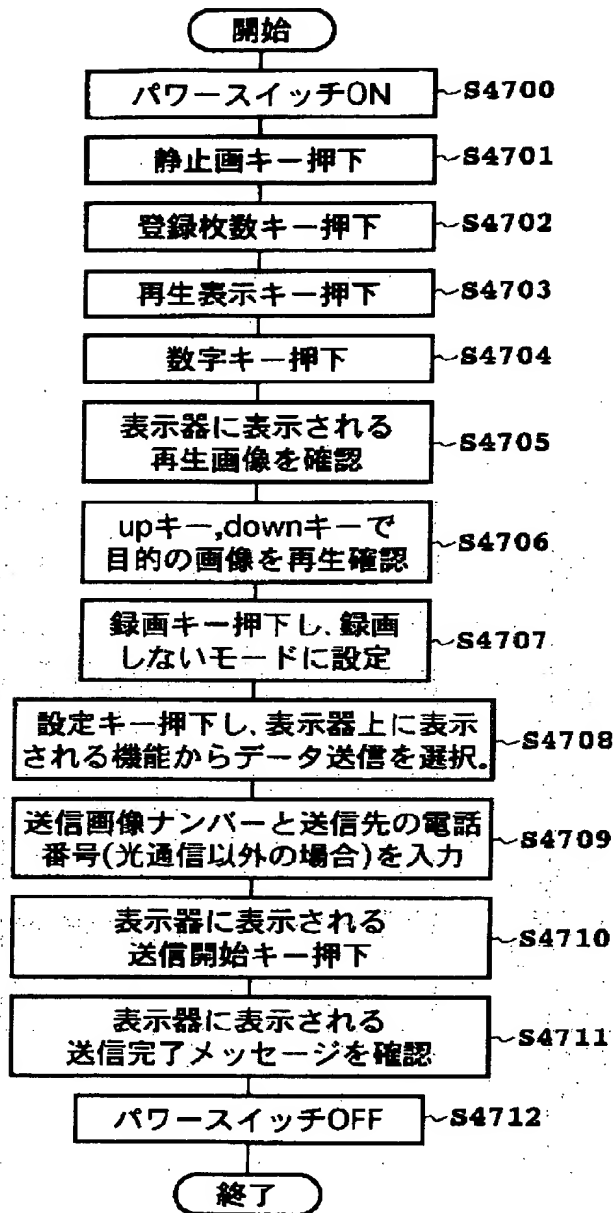 開始
パワースイッチON ~S4700
静止画キー押下 ~S4701
登録枚数キー押下 ~S4702
再生表示キー押下 ~S4703
数字キー押下 ~S4704
表示器に表示される
再生画像を確認 ~S4705
upキー,downキーで
目的の画像を再生確認 ~S4706
録画キー押下し、録画
しないモードに設定 ~S4707
設定キー押下し、表示器上に表示
される機能からデータ送信を選択。 ~S4708
送信画像ナンバーと送信先の電話
番号(光通信以外の場合)を入力 ~S4709
表示器に表示される
送信開始キー押下 ~S4710
表示器に表示される
送信完了メッセージを確認 ~S4711
パワースイッチOFF ~S4712
終了